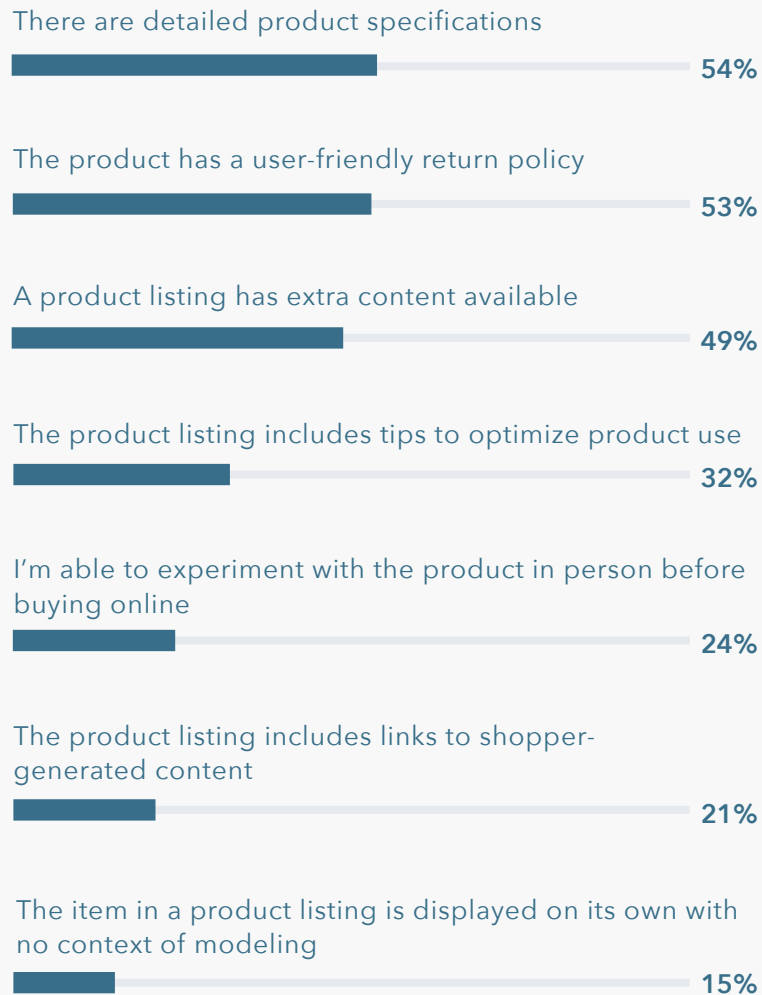 There are detailed product specifications
54%
The product has a user-friendly return policy
53%
A product listing has extra content available
49%
The product listing includes tips to optimize product use
32%
I’m able to experiment with the product in person before
buying online
24%
The product listing includes links to shopper-
generated content
21%
The item in a product listing is displayed on its own with
no context of modeling
15%